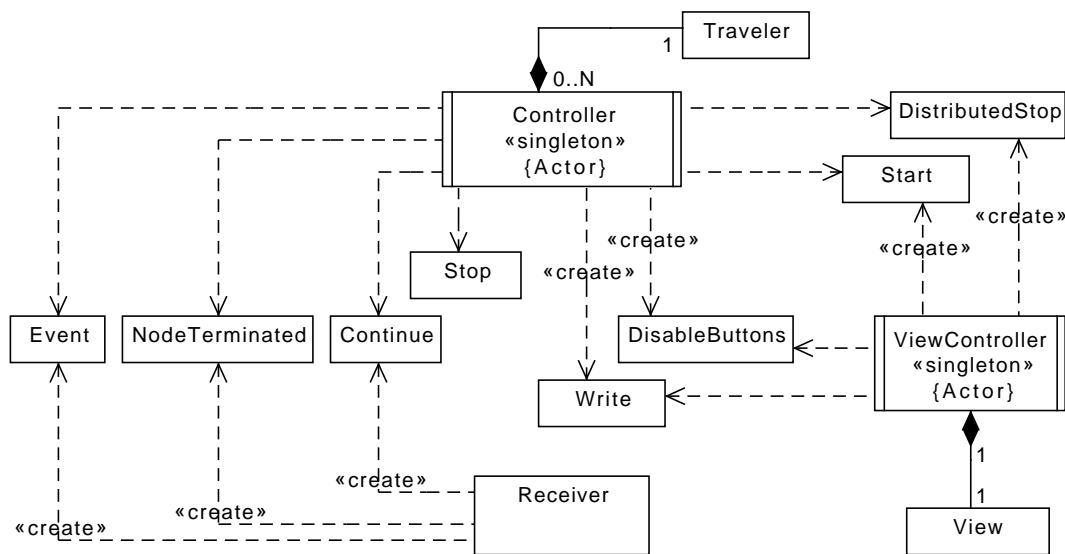 Traveler
1
0..N
Controller
«singleton»
{Actor}
DistributedStop
Start
«create»
«create»
«create»
«create»
Stop
Event
NodeTerminated
Continue
DisableButtons
ViewController
«singleton»
{Actor}
Write
1
«create»
«create»
«create»
Receiver
1
View